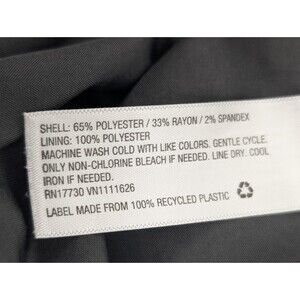 SHELL: 65% POLYESTER / 33% RAYON / 2% SPANDEX
LINING: 100% POLYESTER
MACHINE WASH COLD WITH LIKE COLORS. GENTLE CYCLE.
ONLY NON-CHLORINE BLEACH IF NEEDED. LINE DRY. COOL
IRON IF NEEDED.
RN17730 VN1111626
LABEL MADE FROM 100% RECYCLED PLASTIC